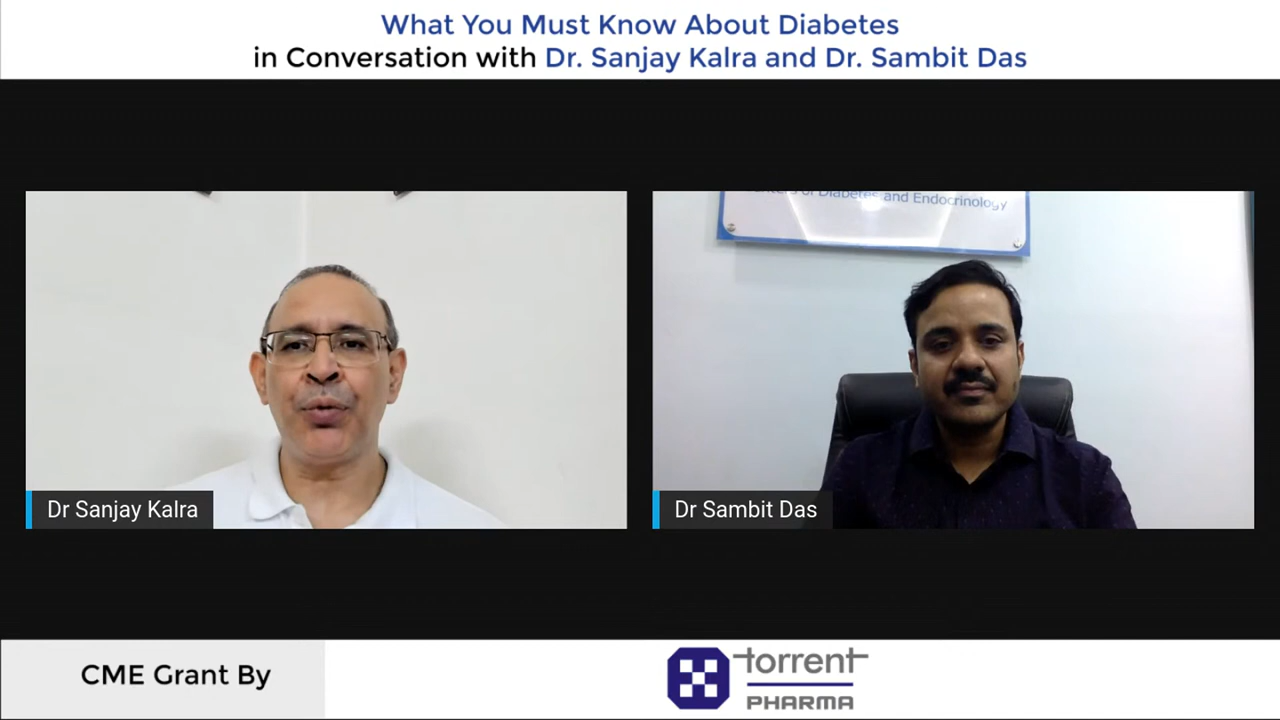 What You Must Know About Diabetes
in Conversation with Dr. Sanjay Kalra and Dr. Sambit Das
of Diabetes and Endocrinology
Dr Sanjay Kalra
Dr Sambit Das
CME Grant By
torrent
PHARMA